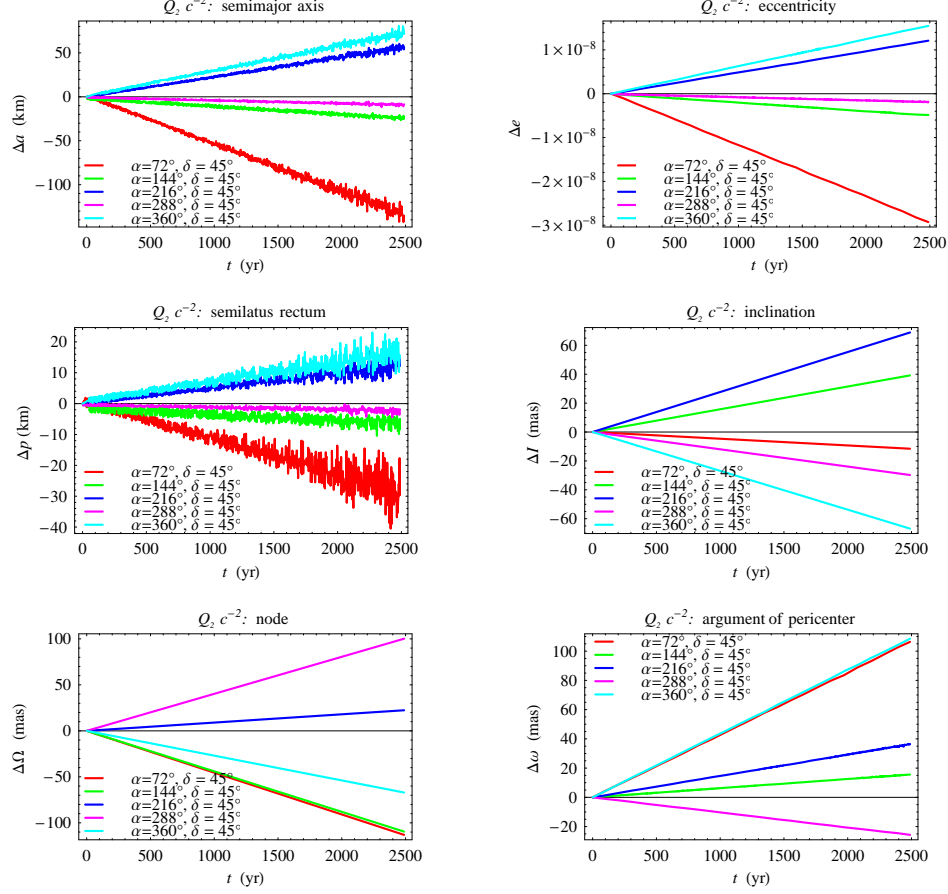 Q₂ c⁻²: semimajor axis
50
0
−50
−100
Δa (km)
α=72°, δ = 45°
α=144°, δ = 45°
α=216°, δ = 45°
α=288°, δ = 45°
α=360°, δ = 45°
0 500 1000 1500 2000 2500
t (yr)
Q₂ c⁻²: eccentricity
1×10⁻⁸
0
−1×10⁻⁸
−2×10⁻⁸
−3×10⁻⁸
Δe
α=72°, δ = 45°
α=144°, δ = 45°
α=216°, δ = 45°
α=288°, δ = 45°
α=360°, δ = 45°
0 500 1000 1500 2000 2500
t (yr)
Q₂ c⁻²: semilatus rectum
20
10
0
−10
−20
−30
−40
Δp (km)
α=72°, δ = 45°
α=144°, δ = 45°
α=216°, δ = 45°
α=288°, δ = 45°
α=360°, δ = 45°
0 500 1000 1500 2000 2500
t (yr)
Q₂ c⁻²: inclination
60
40
20
0
−20
−40
−60
ΔI (mas)
α=72°, δ = 45°
α=144°, δ = 45°
α=216°, δ = 45°
α=288°, δ = 45°
α=360°, δ = 45°
0 500 1000 1500 2000 2500
t (yr)
Q₂ c⁻²: node
100
50
0
−50
−100
ΔΩ (mas)
α=72°, δ = 45°
α=144°, δ = 45°
α=216°, δ = 45°
α=288°, δ = 45°
α=360°, δ = 45°
0 500 1000 1500 2000 2500
t (yr)
Q₂ c⁻²: argument of pericenter
100
80
60
40
20
0
−20
Δω (mas)
α=72°, δ = 45°
α=144°, δ = 45°
α=216°, δ = 45°
α=288°, δ = 45°
α=360°, δ = 45°
0 500 1000 1500 2000 2500
t (yr)